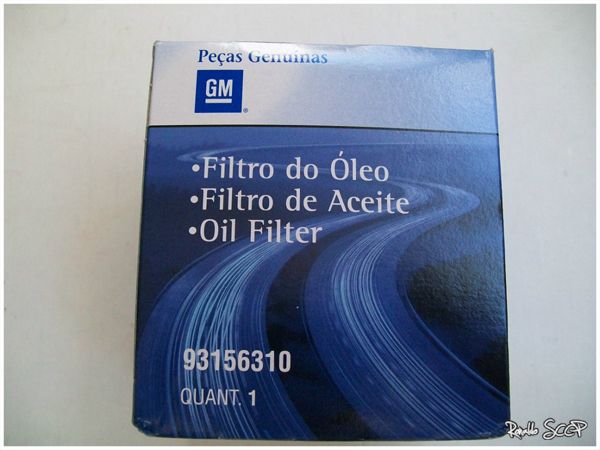 Peças Genuínas
GM
®
•Filtro do Óleo
•Filtro de Aceite
•Oil Filter
93156310
QUANT. 1